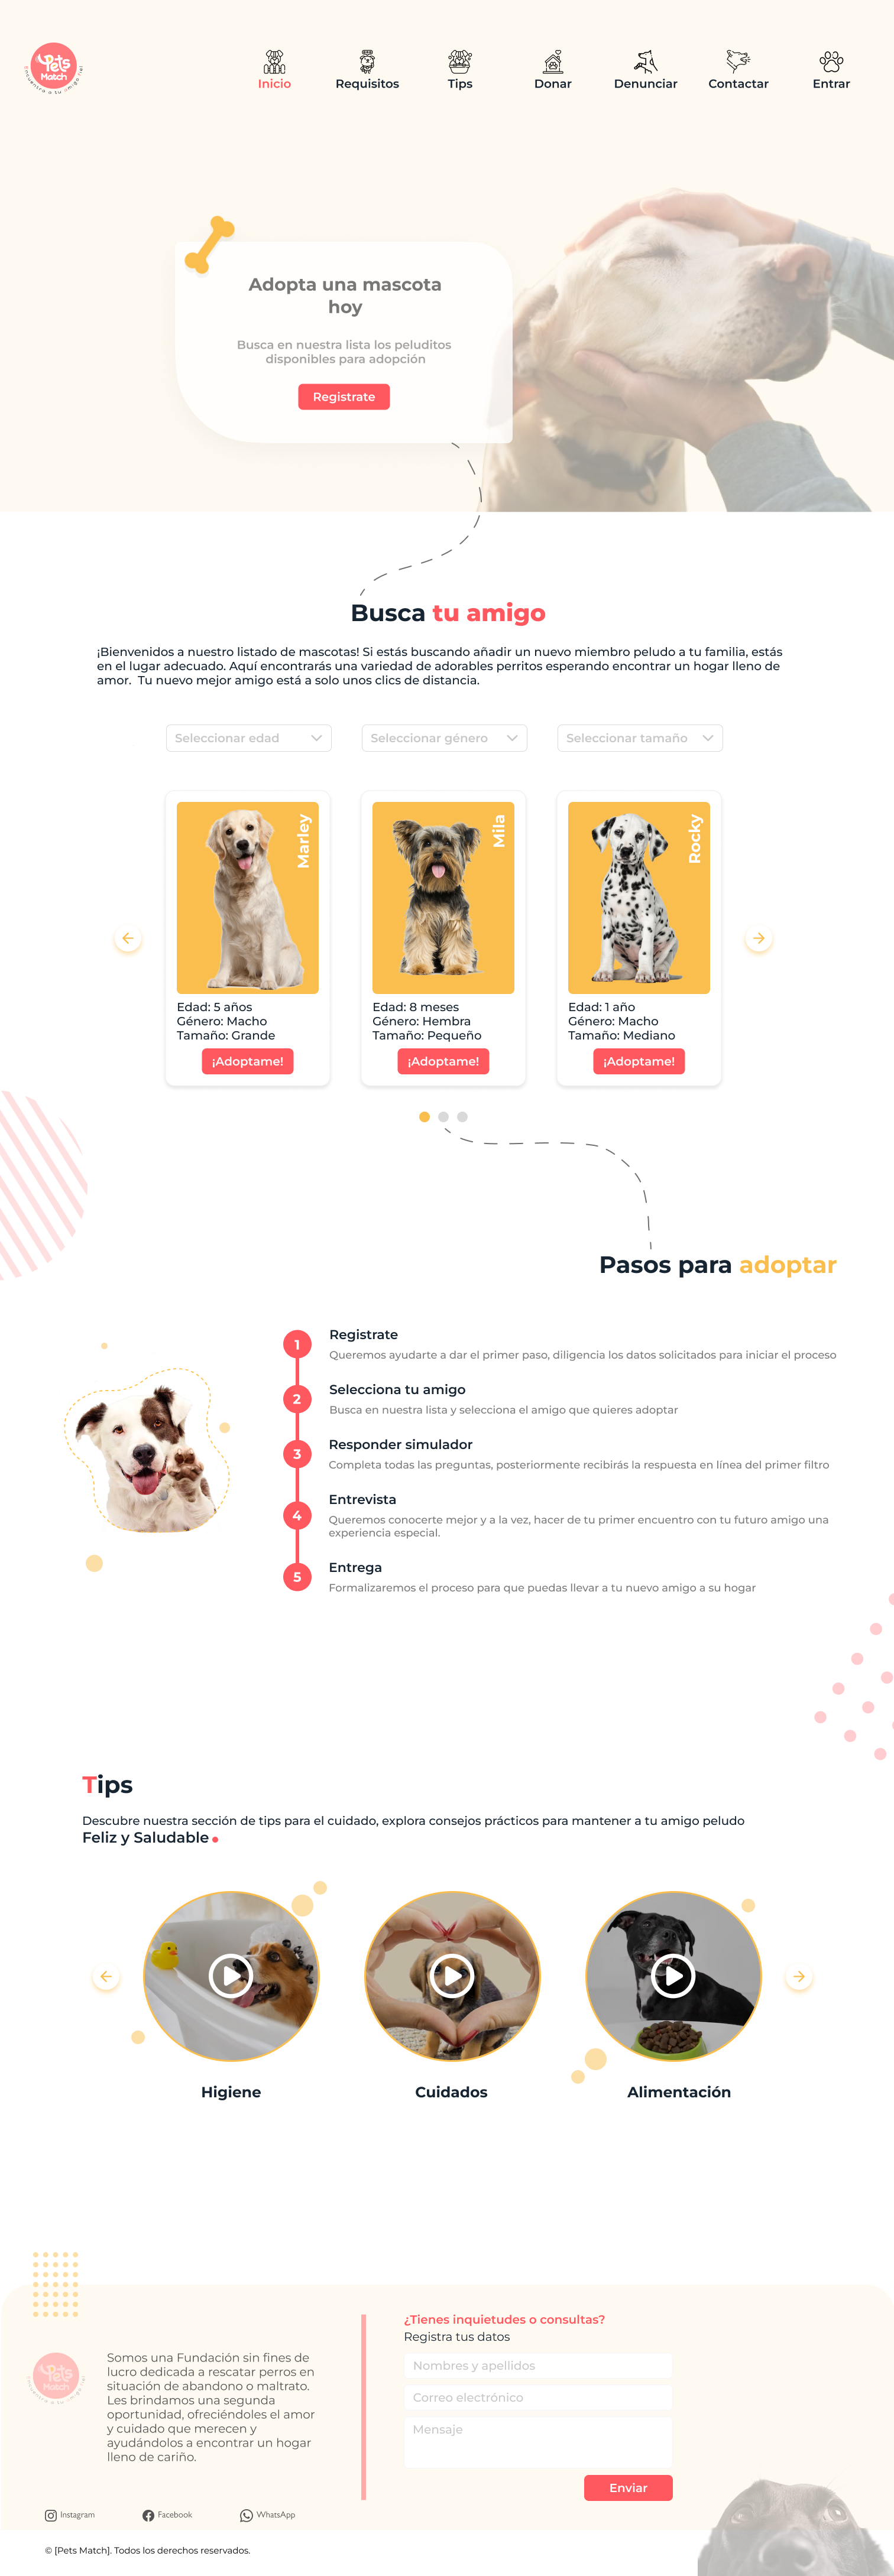 Pets
Match
Encuentra a tu amigo fiel
Inicio
Requisitos
Tips
Donar
Denunciar
Contactar
Entrar
Adopta una mascota
hoy
Busca en nuestra lista los peluditos
disponibles para adopción
Registrate
Busca tu amigo
¡Bienvenidos a nuestro listado de mascotas! Si estás buscando añadir un nuevo miembro peludo a tu familia, estás
en el lugar adecuado. Aquí encontrarás una variedad de adorables perritos esperando encontrar un hogar lleno de
amor. Tu nuevo mejor amigo está a solo unos clics de distancia.
Seleccionar edad
Seleccionar género
Seleccionar tamaño
Marley
Edad: 5 años
Género: Macho
Tamaño: Grande
¡Adoptame!
Mila
Edad: 8 meses
Género: Hembra
Tamaño: Pequeño
¡Adoptame!
Rocky
Edad: 1 año
Género: Macho
Tamaño: Mediano
¡Adoptame!
Pasos para adoptar
1
Registrate
Queremos ayudarte a dar el primer paso, diligencia los datos solicitados para iniciar el proceso
2
Selecciona tu amigo
Busca en nuestra lista y selecciona el amigo que quieres adoptar
3
Responder simulador
Completa todas las preguntas, posteriormente recibirás la respuesta en línea del primer filtro
4
Entrevista
Queremos conocerte mejor y a la vez, hacer de tu primer encuentro con tu futuro amigo una
experiencia especial.
5
Entrega
Formalizaremos el proceso para que puedas llevar a tu nuevo amigo a su hogar
Tips
Descubre nuestra sección de tips para el cuidado, explora consejos prácticos para mantener a tu amigo peludo
Feliz y Saludable
Higiene
Cuidados
Alimentación
Pets
Match
Encuentra a tu amigo fiel
Somos una Fundación sin fines de
lucro dedicada a rescatar perros en
situación de abandono o maltrato.
Les brindamos una segunda
oportunidad, ofreciéndoles el amor
y cuidado que merecen y
ayudándolos a encontrar un hogar
lleno de cariño.
Instagram
Facebook
WhatsApp
¿Tienes inquietudes o consultas?
Registra tus datos
Nombres y apellidos
Correo electrónico
Mensaje
Enviar
© [Pets Match]. Todos los derechos reservados.